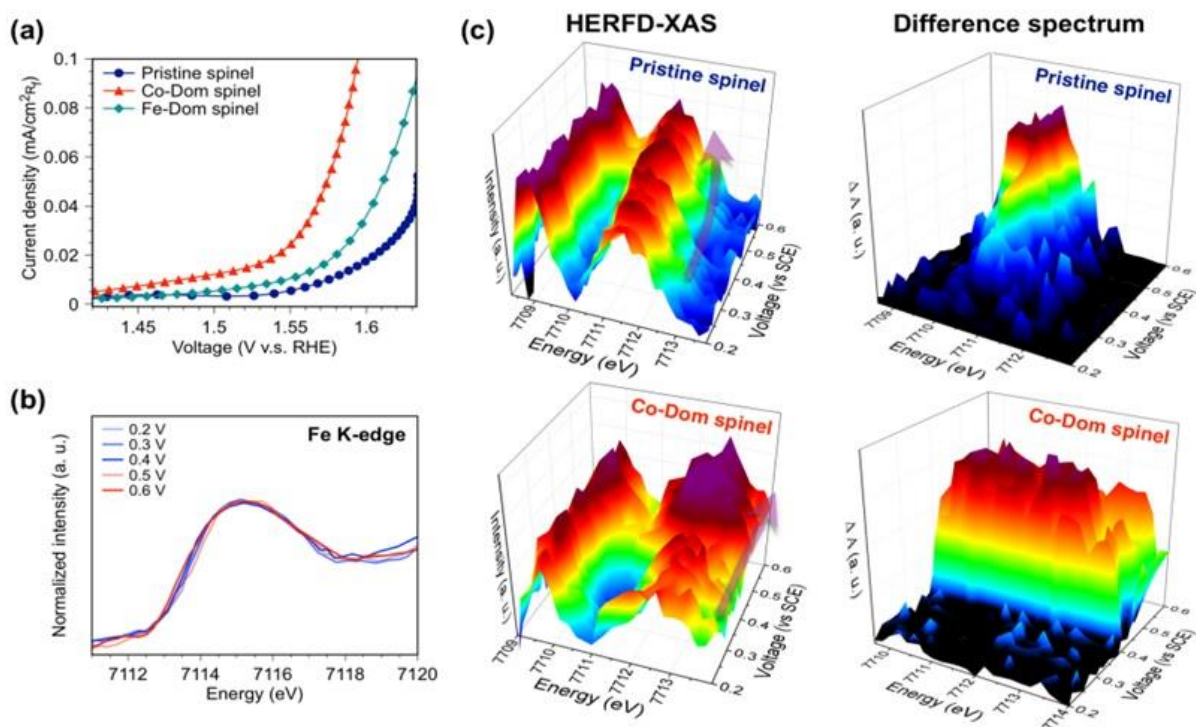 (a)
0.1
0.08
0.06
0.04
0.02
0
Current density (mA/cm²R_f)
Pristine spinel
Co-Dom spinel
Fe-Dom spinel
1.45
1.5
1.55
1.6
Voltage (V v.s. RHE)
(b)
Fe K-edge
0.2 V
0.3 V
0.4 V
0.5 V
0.6 V
Normalized intensity (a. u.)
7112
7114
7116
7118
7120
Energy (eV)
(c)
HERFD-XAS
Difference spectrum
Pristine spinel
Intensity (a. u.)
7709
7710
7711
7712
7713
Energy (eV)
0.2
0.3
0.4
0.5
0.6
Voltage (vs SCE)
Pristine spinel
Δ A (a. u.)
7709
7710
7711
7712
Energy (eV)
0.2
0.3
0.4
0.5
0.6
Voltage (vs SCE)
Co-Dom spinel
Intensity (a. u.)
7709
7710
7711
7712
7713
Energy (eV)
0.2
0.3
0.4
0.5
0.6
Voltage (vs SCE)
Co-Dom spinel
Δ A (a. u.)
7710
7711
7712
7713
7714
Energy (eV)
0.2
0.3
0.4
0.5
0.6
Voltage (vs SCE)